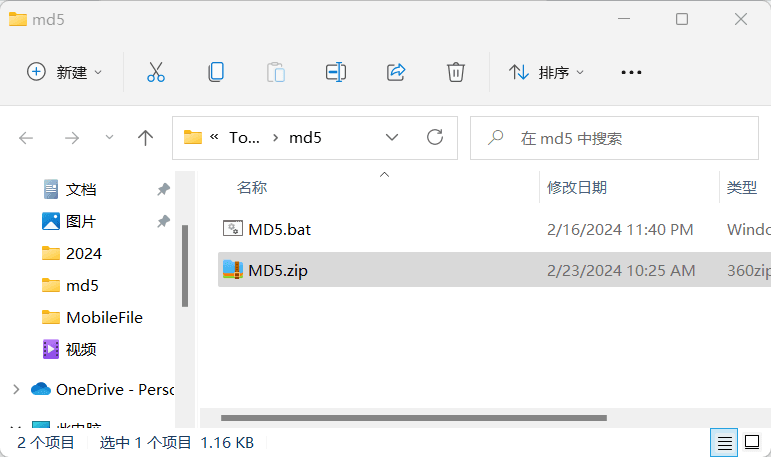 md5
新建
排序
« To... › md5
在 md5 中搜索
文档
图片
2024
md5
MobileFile
视频
OneDrive - Perso
此电脑
名称 修改日期 类型
MD5.bat 2/16/2024 11:40 PM Windo
MD5.zip 2/23/2024 10:25 AM 360zip
2 个项目 选中 1 个项目 1.16 KB